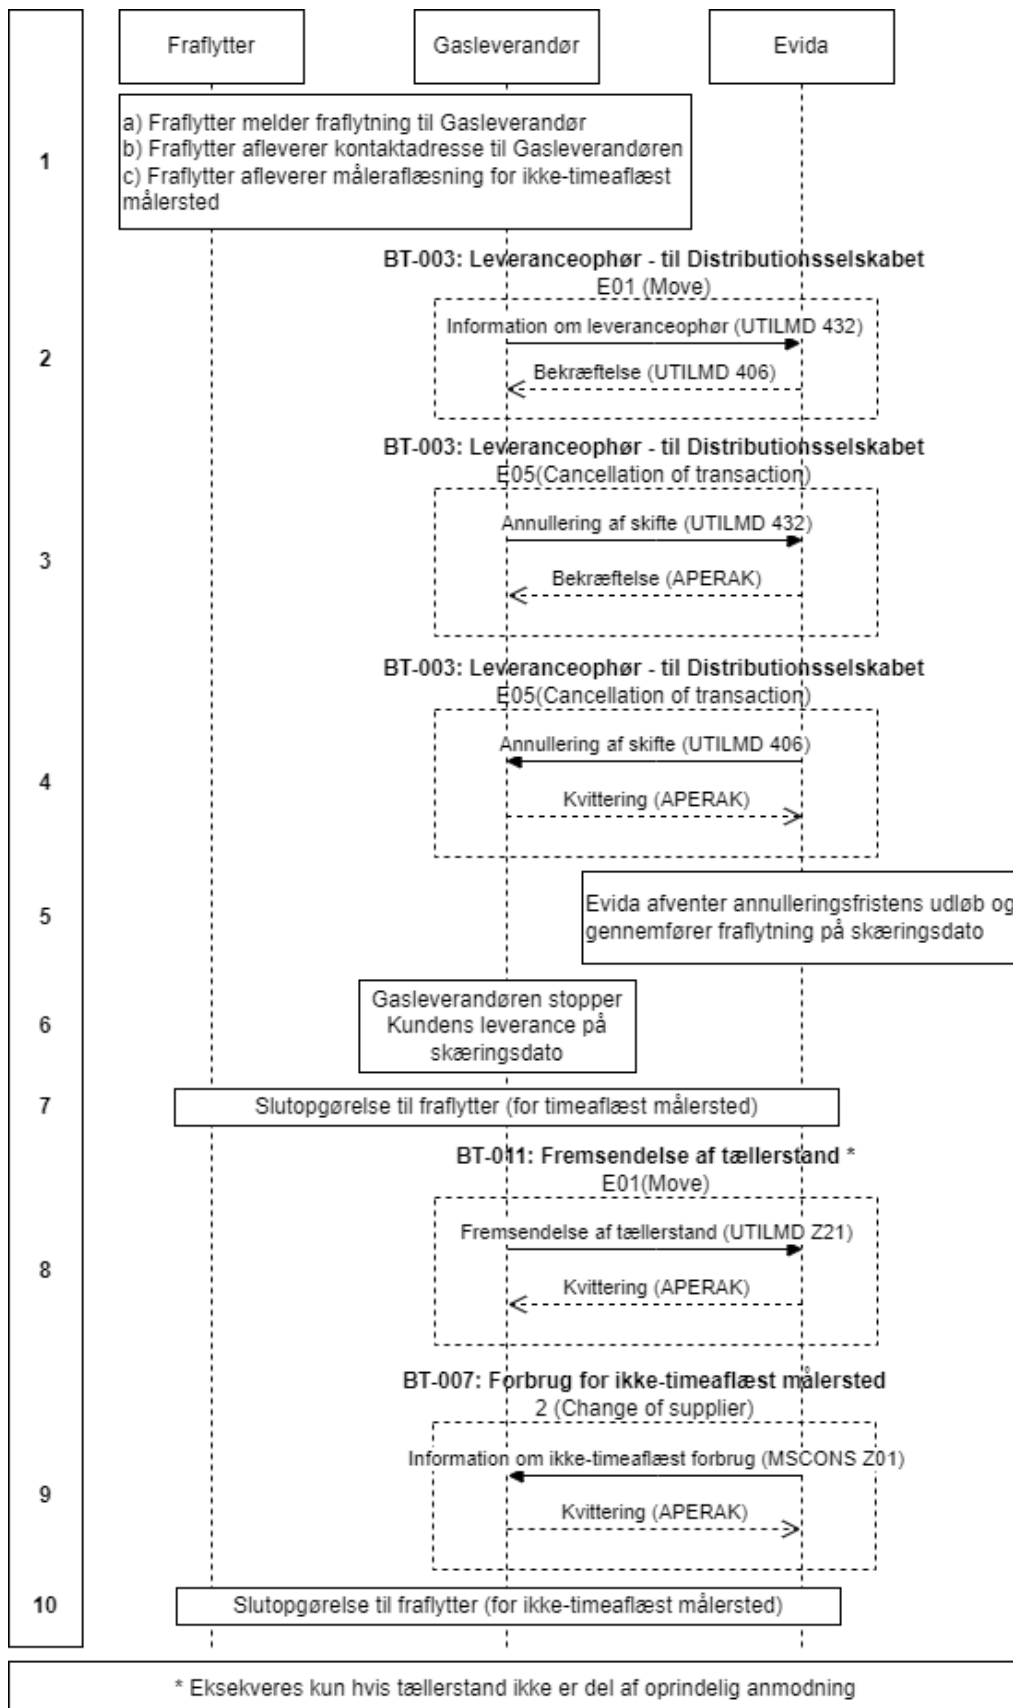 Fraflytter
Gasleverandør
Evida
1
a) Fraflytter melder fraflytning til Gasleverandør
b) Fraflytter afleverer kontaktadresse til Gasleverandøren
c) Fraflytter afleverer måleraflæsning for ikke-timeaflæst
målersted
BT-003: Leveranceophør - til Distributionsselskabet
E01 (Move)
2
Information om leveranceophør (UTILMD 432)
Bekræftelse (UTILMD 406)
BT-003: Leveranceophør - til Distributionsselskabet
E05(Cancellation of transaction)
3
Annullering af skifte (UTILMD 432)
Bekræftelse (APERAK)
BT-003: Leveranceophør - til Distributionsselskabet
E05(Cancellation of transaction)
4
Annullering af skifte (UTILMD 406)
Kvittering (APERAK)
5
Evida afventer annulleringsfristens udløb og
gennemfører fraflytning på skæringsdato
6
Gasleverandøren stopper
Kundens leverance på
skæringsdato
7
Slutopgørelse til fraflytter (for timeaflæst målersted)
BT-011: Fremsendelse af tællerstand *
E01(Move)
8
Fremsendelse af tællerstand (UTILMD Z21)
Kvittering (APERAK)
BT-007: Forbrug for ikke-timeaflæst målersted
2 (Change of supplier)
9
Information om ikke-timeaflæst forbrug (MSCONS Z01)
Kvittering (APERAK)
10
Slutopgørelse til fraflytter (for ikke-timeaflæst målersted)
* Eksekveres kun hvis tællerstand ikke er del af oprindelig anmodning